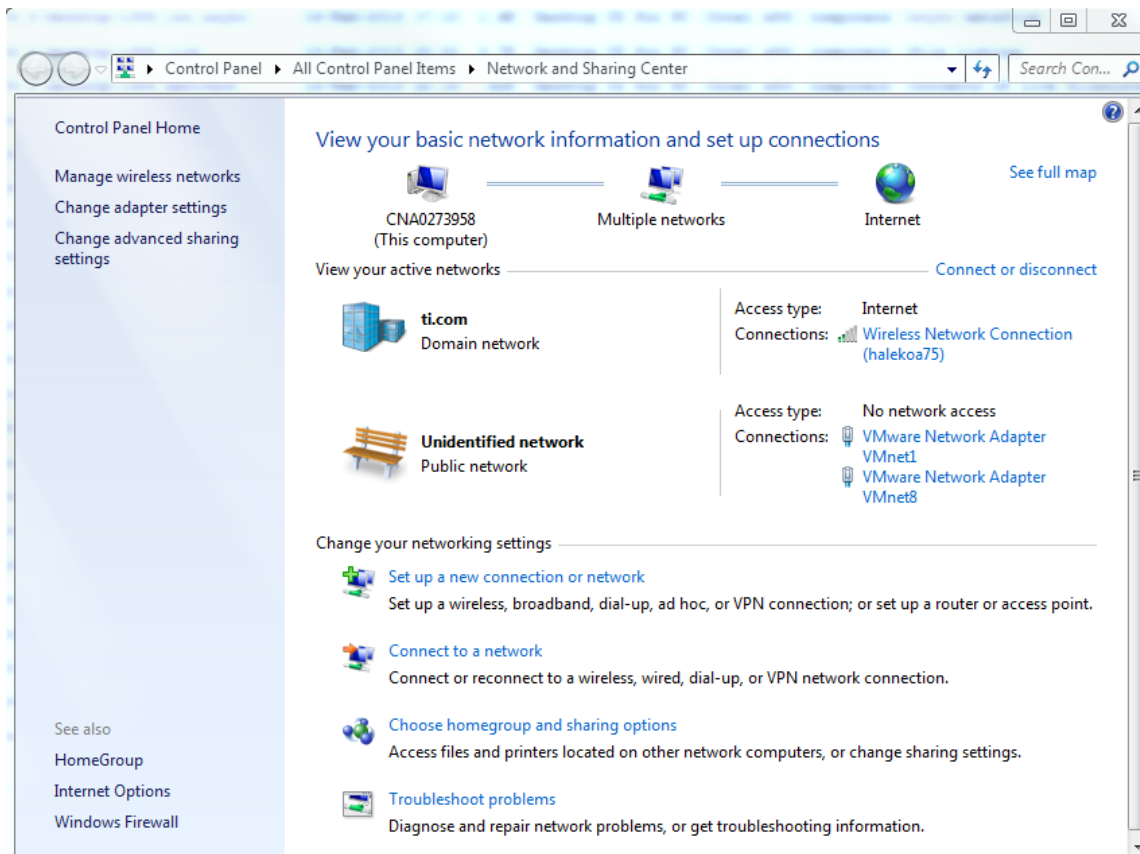 Control Panel ▸ All Control Panel Items ▸ Network and Sharing Center
Search Con...
Control Panel Home
Manage wireless networks
Change adapter settings
Change advanced sharing
settings
See also
HomeGroup
Internet Options
Windows Firewall
View your basic network information and set up connections
See full map
CNA0273958
(This computer)
Multiple networks
Internet
View your active networks
Connect or disconnect
ti.com
Domain network
Access type: Internet
Connections: Wireless Network Connection
(halekoa75)
Unidentified network
Public network
Access type: No network access
Connections: VMware Network Adapter
VMnet1
VMware Network Adapter
VMnet8
Change your networking settings
Set up a new connection or network
Set up a wireless, broadband, dial-up, ad hoc, or VPN connection; or set up a router or access point.
Connect to a network
Connect or reconnect to a wireless, wired, dial-up, or VPN network connection.
Choose homegroup and sharing options
Access files and printers located on other network computers, or change sharing settings.
Troubleshoot problems
Diagnose and repair network problems, or get troubleshooting information.